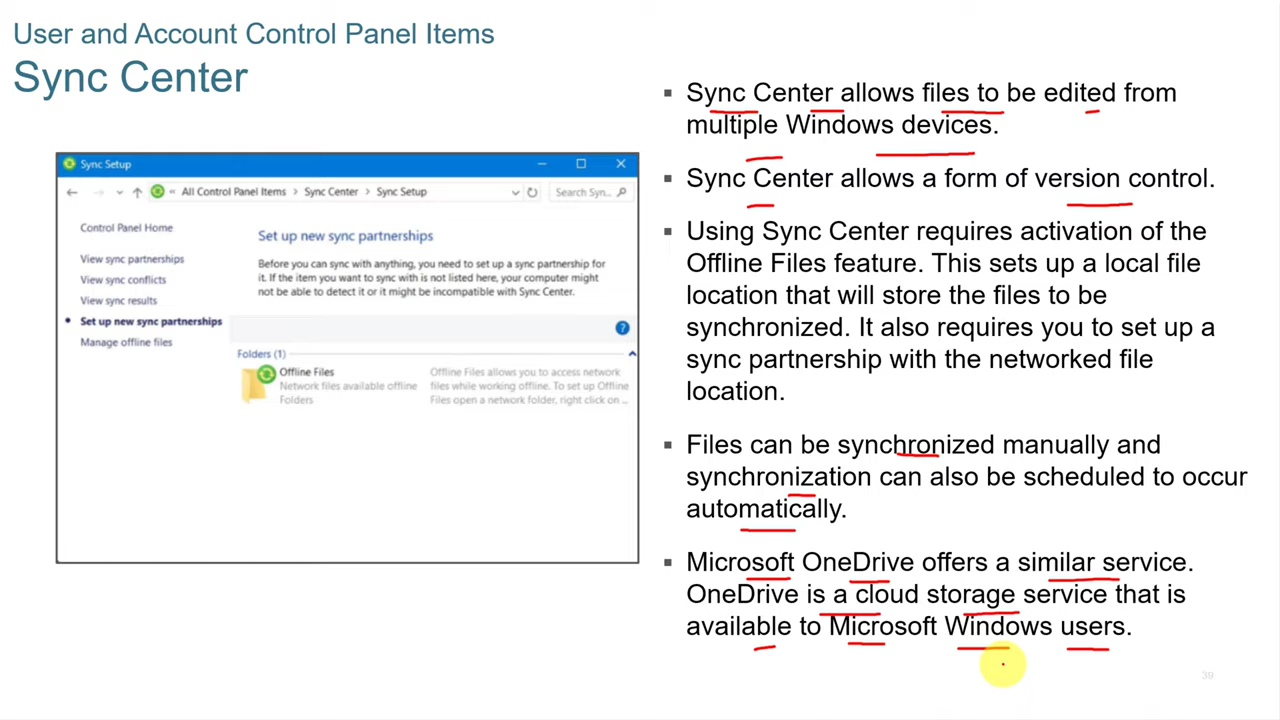 User and Account Control Panel Items
Sync Center
Sync Setup
« All Control Panel Items > Sync Center > Sync Setup
Search Syn...
Control Panel Home
View sync partnerships
View sync conflicts
View sync results
• Set up new sync partnerships
Manage offline files
Set up new sync partnerships
Before you can sync with anything, you need to set up a sync partnership for
it. If the item you want to sync with is not listed here, your computer might
not be able to detect it or it might be incompatible with Sync Center.
Folders (1)
Offline Files
Network files available offline
Folders
Offline Files allows you to access network
files while working offline. To set up Offline
Files open a network folder, right click on ...
▪ Sync Center allows files to be edited from
multiple Windows devices.
▪ Sync Center allows a form of version control.
▪ Using Sync Center requires activation of the
Offline Files feature. This sets up a local file
location that will store the files to be
synchronized. It also requires you to set up a
sync partnership with the networked file
location.
▪ Files can be synchronized manually and
synchronization can also be scheduled to occur
automatically.
▪ Microsoft OneDrive offers a similar service.
OneDrive is a cloud storage service that is
available to Microsoft Windows users.
39